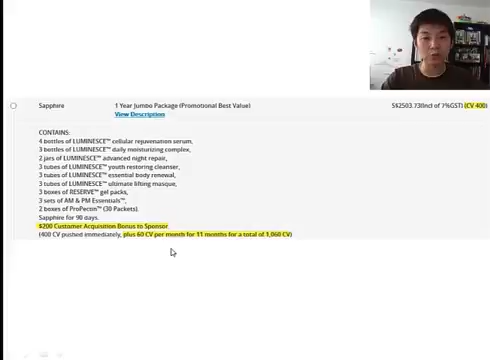 Sapphire 1 Year Jumbo Package (Promotional Best Value) S$2503.73(Incl of 7%GST) (CV 400)
View Description
CONTAINS:
4 bottles of LUMINESCE™ cellular rejuvenation serum,
3 bottles of LUMINESCE™ daily moisturizing complex,
2 jars of LUMINESCE™ advanced night repair,
3 tubes of LUMINESCE™ youth restoring cleanser,
3 tubes of LUMINESCE™ essential body renewal,
3 tubes of LUMINESCE™ ultimate lifting masque,
3 boxes of RESERVE™ gel packs,
3 sets of AM & PM Essentials™,
2 boxes of ProPectin™ (30 Packets).
Sapphire for 90 days.
$200 Customer Acquisition Bonus to Sponsor
(400 CV pushed immediately, plus 60 CV per month for 11 months for a total of 1,060 CV)